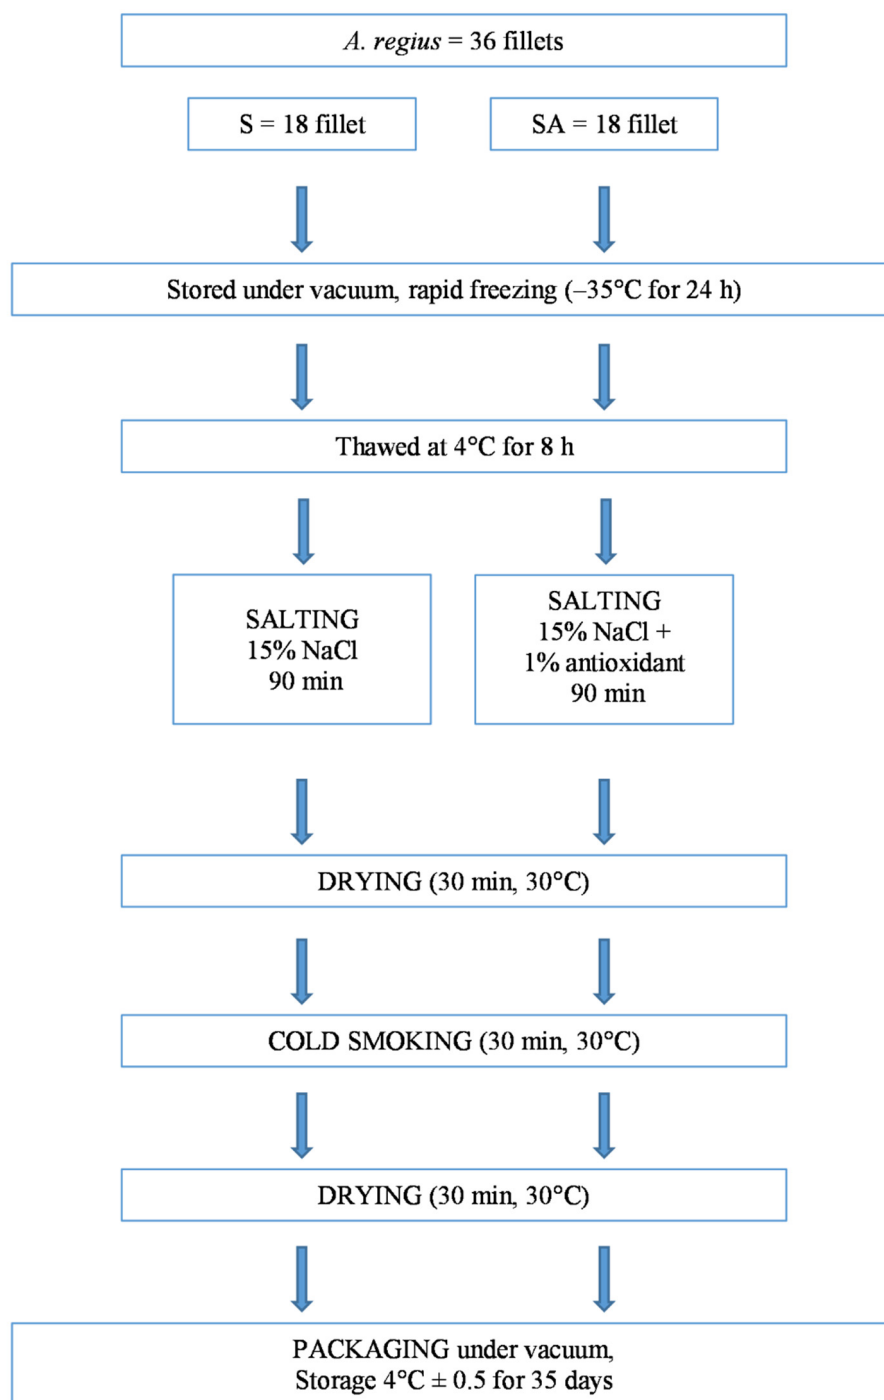 A. regius = 36 fillets
S = 18 fillet
SA = 18 fillet
Stored under vacuum, rapid freezing (–35°C for 24 h)
Thawed at 4°C for 8 h
SALTING
15% NaCl
90 min
SALTING
15% NaCl +
1% antioxidant
90 min
DRYING (30 min, 30°C)
COLD SMOKING (30 min, 30°C)
DRYING (30 min, 30°C)
PACKAGING under vacuum,
Storage 4°C ± 0.5 for 35 days